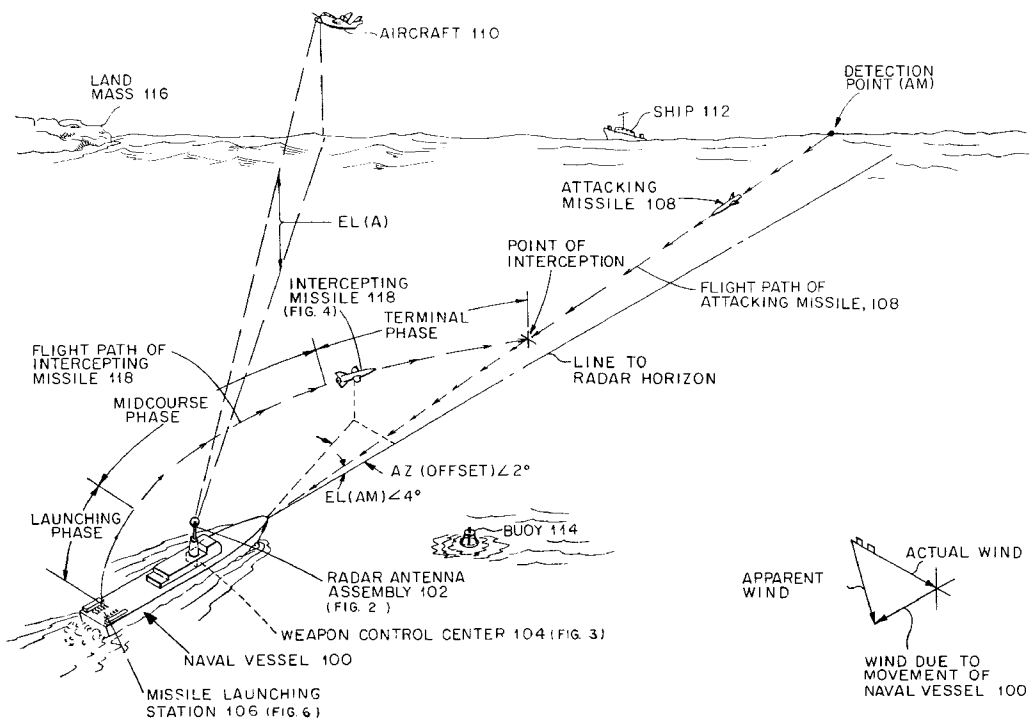 AIRCRAFT 110
LAND
MASS 116
DETECTION
POINT (AM)
SHIP 112
ATTACKING
MISSILE 108
EL(A)
POINT OF
INTERCEPTION
INTERCEPTING
MISSILE 118
(FIG. 4)
TERMINAL
PHASE
FLIGHT PATH OF
ATTACKING MISSILE, 108
FLIGHT PATH OF
INTERCEPTING
MISSILE 118
LINE TO
RADAR HORIZON
MIDCOURSE
PHASE
AZ (OFFSET)∠2°
EL(AM)∠4°
LAUNCHING
PHASE
BUOY 114
RADAR ANTENNA
ASSEMBLY 102
(FIG. 2)
WEAPON CONTROL CENTER 104 (FIG. 3)
NAVAL VESSEL 100
MISSILE LAUNCHING
STATION 106 (FIG. 6)
ACTUAL WIND
APPARENT
WIND
WIND DUE TO
MOVEMENT OF
NAVAL VESSEL 100